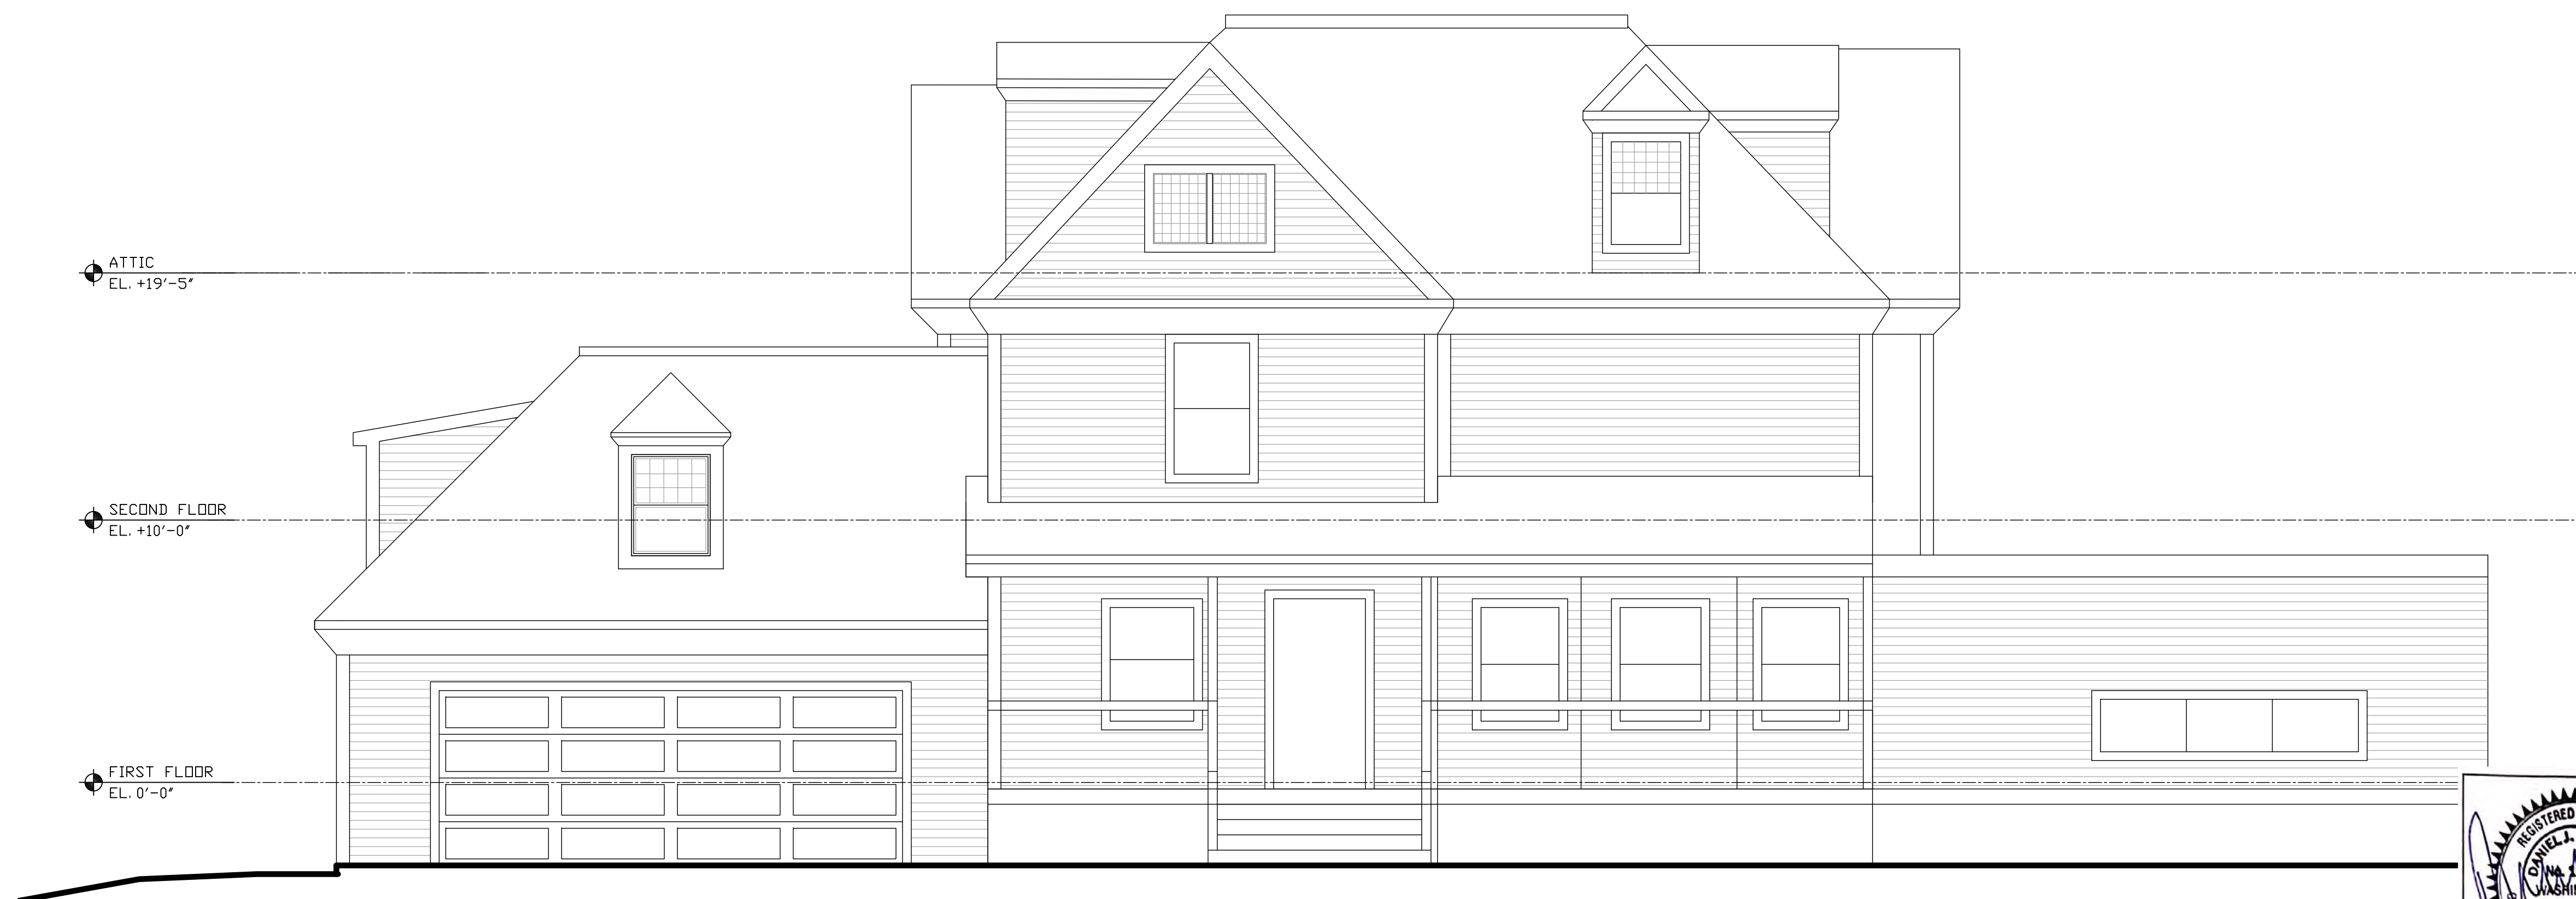 ATTIC
EL. +19'-5"
SECOND FLOOR
EL. +10'-0"
FIRST FLOOR
EL. 0'-0"
REGISTERED
DANIEL J.